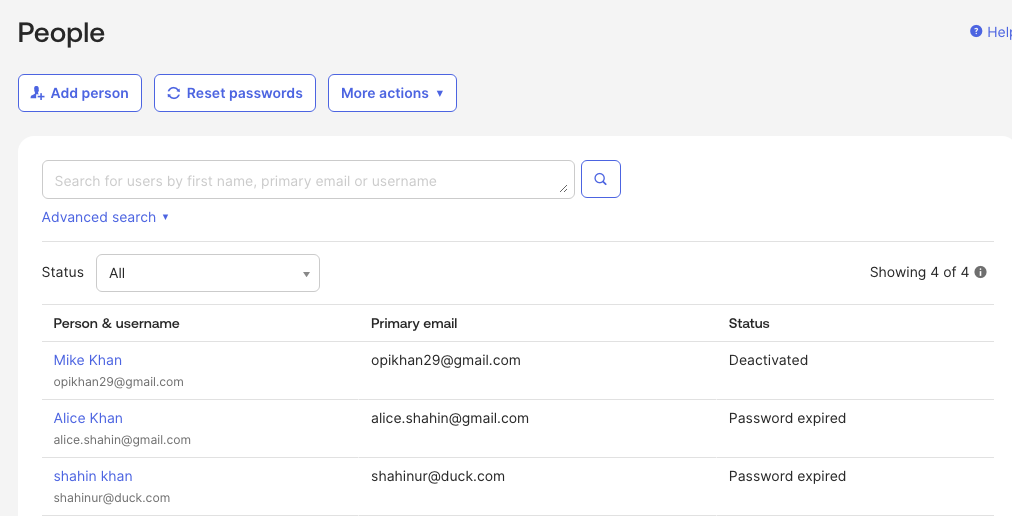 People
Help
Add person
Reset passwords
More actions
Search for users by first name, primary email or username
Advanced search
Status
All
Showing 4 of 4
Person & username Primary email Status
Mike Khan opikhan29@gmail.com Deactivated
opikhan29@gmail.com
Alice Khan alice.shahin@gmail.com Password expired
alice.shahin@gmail.com
shahin khan shahinur@duck.com Password expired
shahinur@duck.com